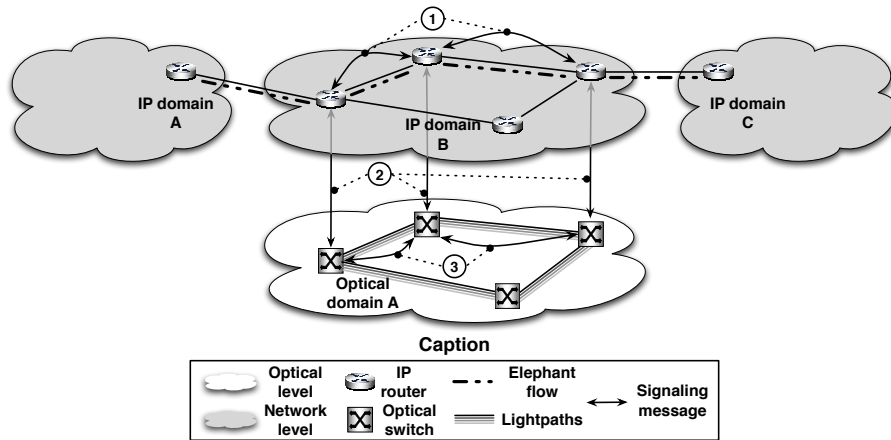 1
IP domain
A
IP domain
B
IP domain
C
2
3
Optical
domain A
Caption
Optical
level
IP
router
Elephant
flow
Signaling
message
Network
level
Optical
switch
Lightpaths